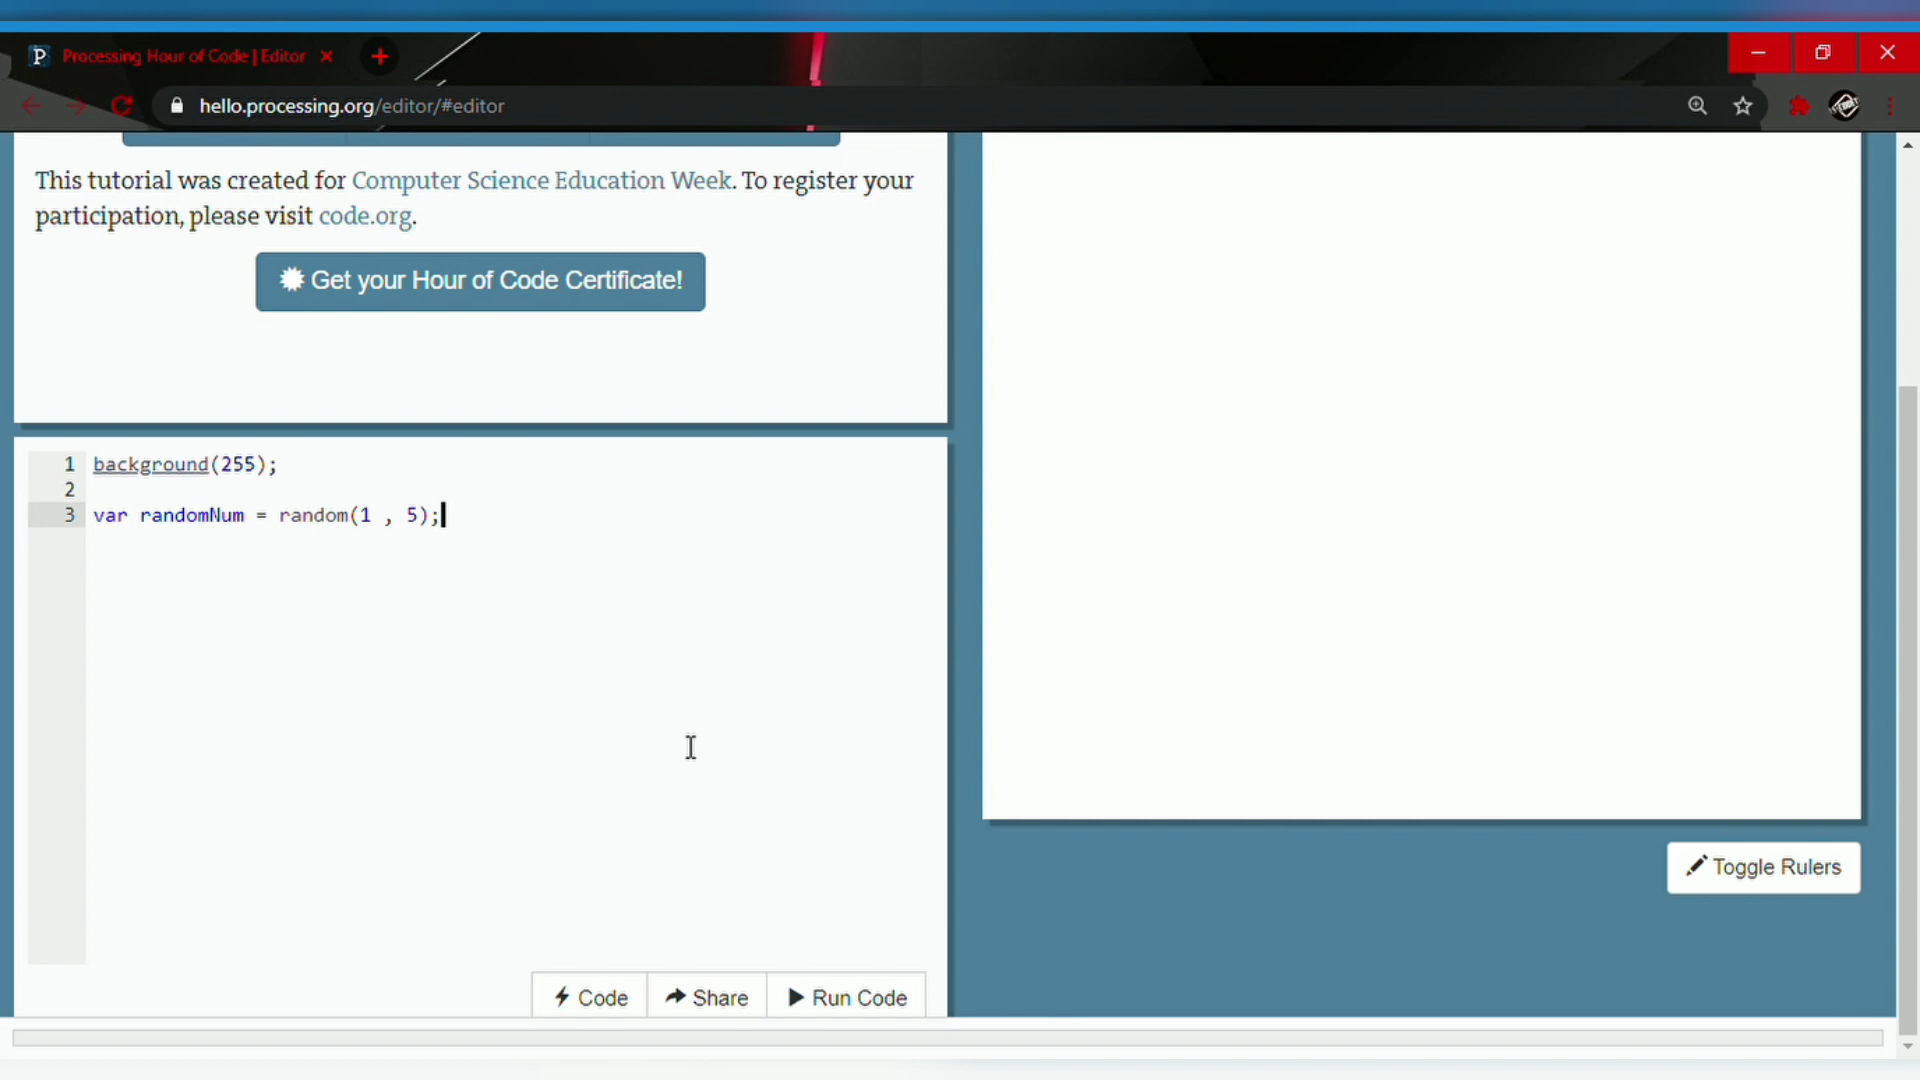 Processing Hour of Code | Editor
hello.processing.org/editor/#editor
This tutorial was created for Computer Science Education Week. To register your
participation, please visit code.org.
Get your Hour of Code Certificate!
1 background(255);
2
3 var randomNum = random(1 , 5);
Toggle Rulers
Code
Share
Run Code